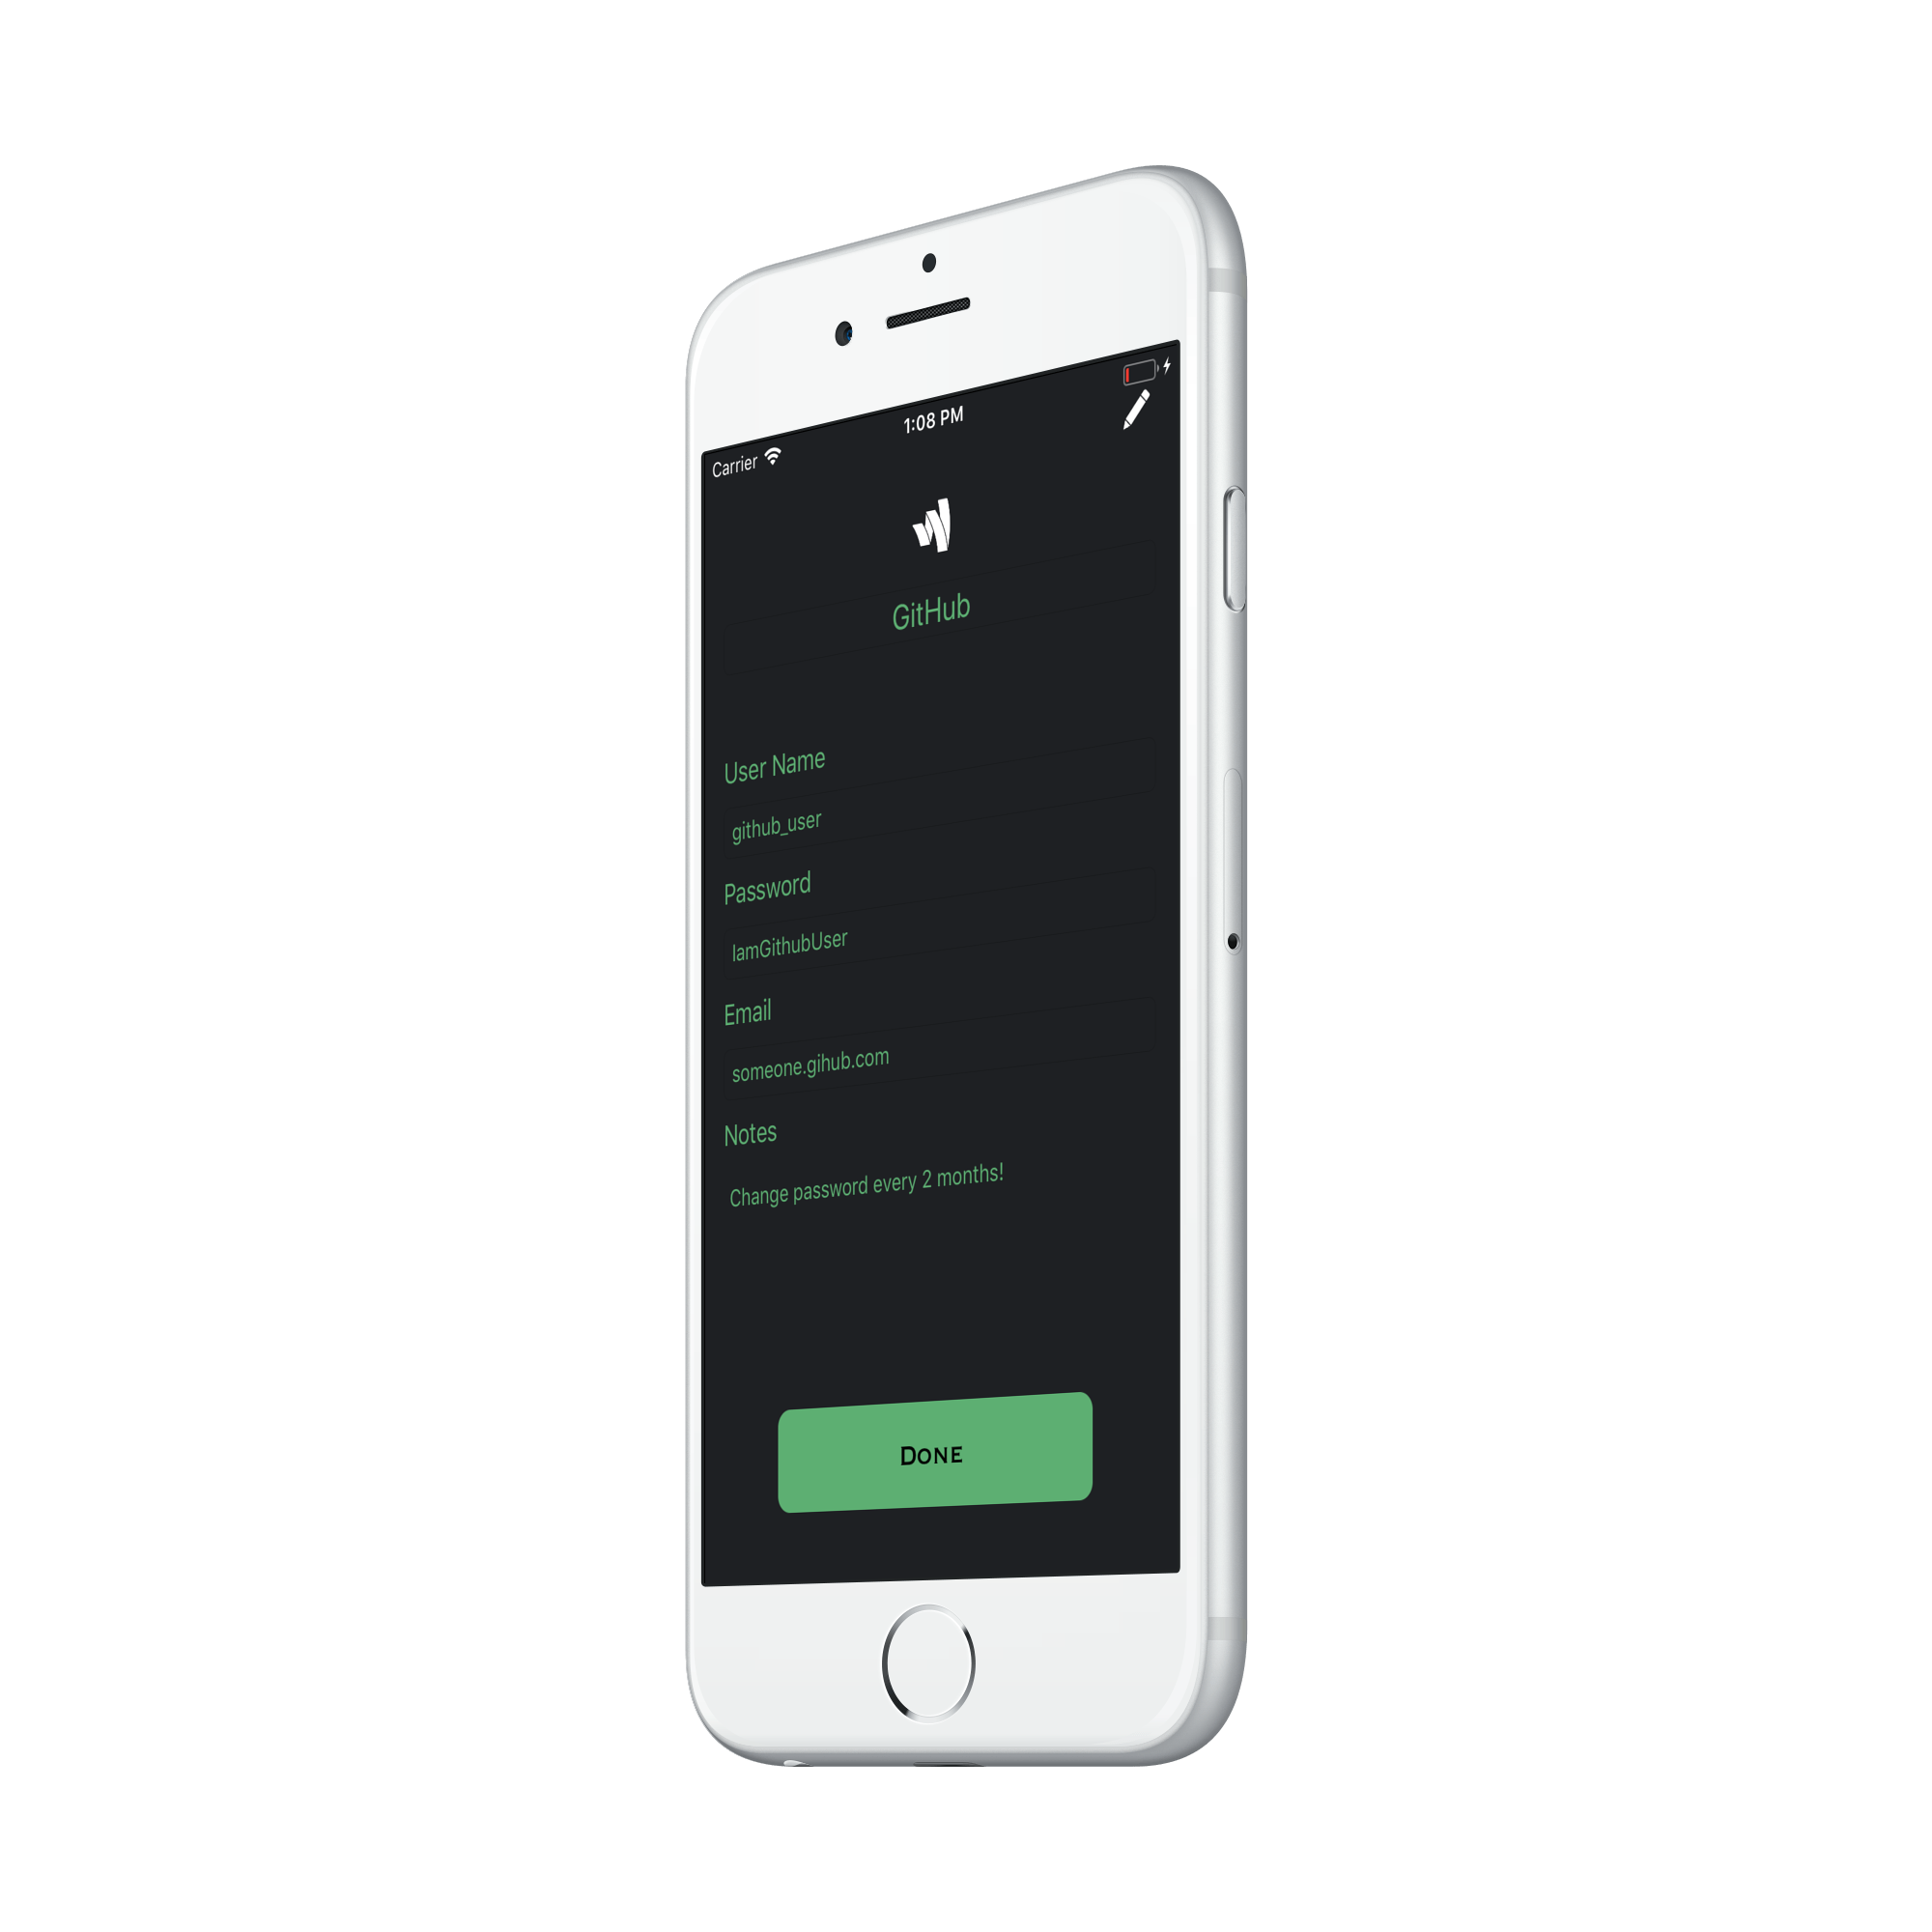 Carrier 1:08 PM
GitHub
User Name
github_user
Password
IamGithubUser
Email
someone.gihub.com
Notes
Change password every 2 months!
Done